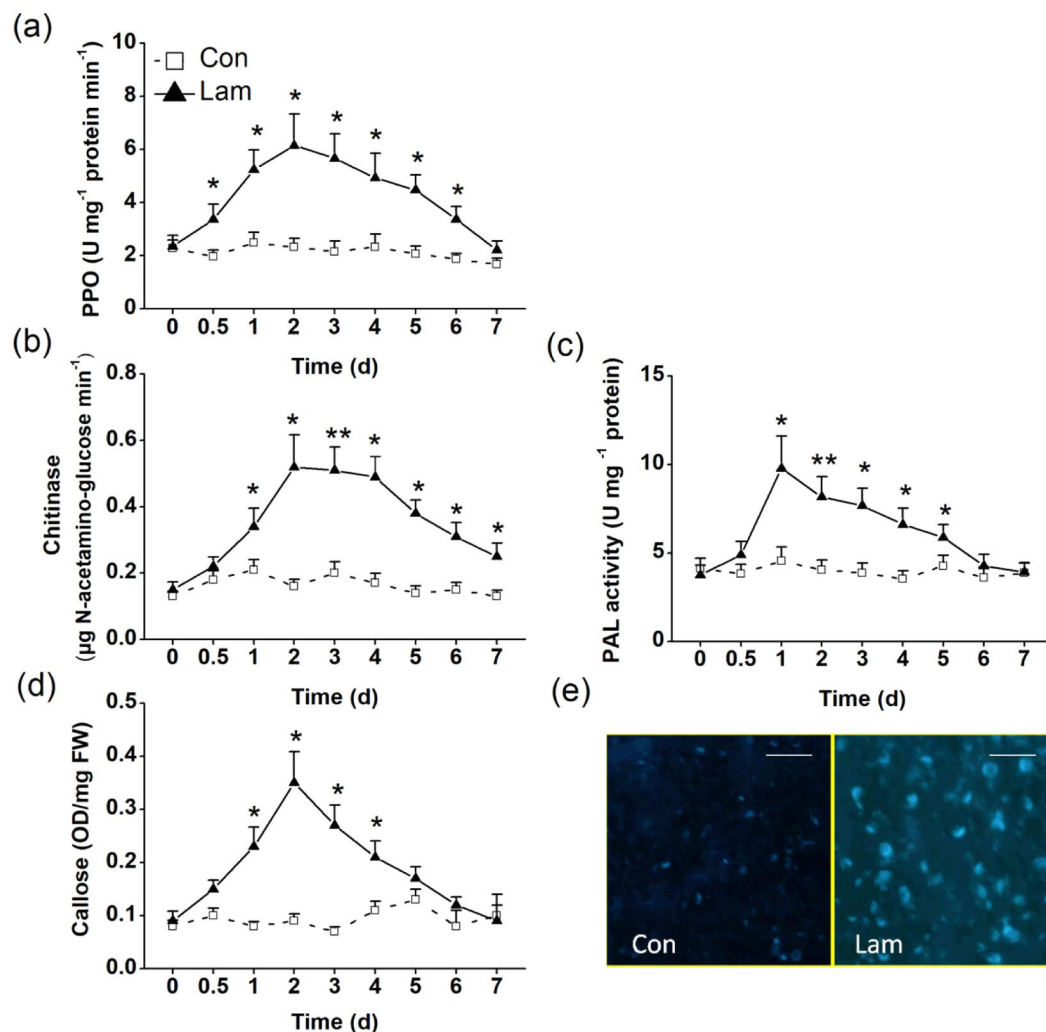 (a)
10
8
6
4
2
0
PPO (U mg⁻¹ protein min⁻¹)
Con
Lam
* * * * * * * *
0 0.5 1 2 3 4 5 6 7
Time (d)
(b)
0.8
0.6
0.4
0.2
0.0
Chitinase
(µg N-acetamino-glucose min⁻¹)
* * ** * * * *
0 0.5 1 2 3 4 5 6 7
Time (d)
(c)
15
10
5
0
PAL activity (U mg ⁻¹ protein)
* ** * * *
0 0.5 1 2 3 4 5 6 7
Time (d)
(d)
0.5
0.4
0.3
0.2
0.1
0.0
Callose (OD/mg FW)
* * * *
0 0.5 1 2 3 4 5 6 7
Time (d)
(e)
Con
Lam